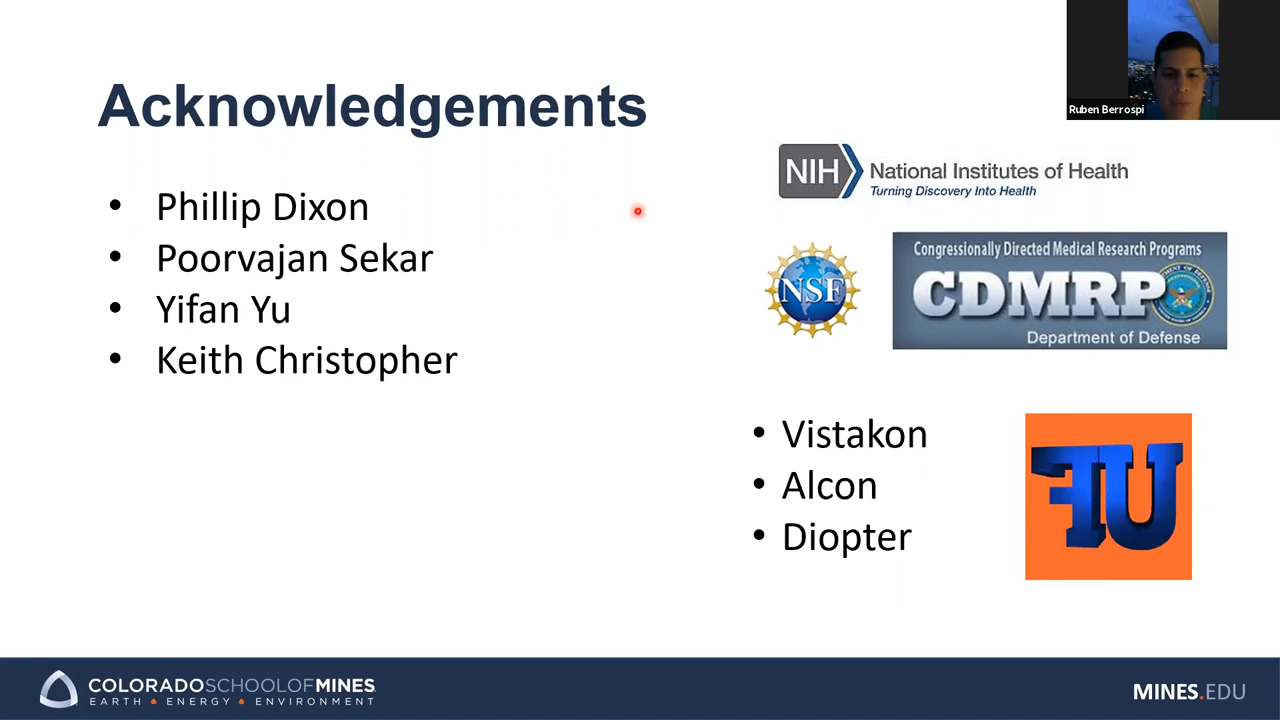 Acknowledgements
Ruben Berrospi
• Phillip Dixon
• Poorvajan Sekar
• Yifan Yu
• Keith Christopher
NIH National Institutes of Health
Turning Discovery Into Health
NSF
Congressionally Directed Medical Research Programs
CDMRP
Department of Defense
• Vistakon
• Alcon
• Diopter
FU
COLORADOSCHOOLOFMINES
EARTH • ENERGY • ENVIRONMENT
MINES.EDU